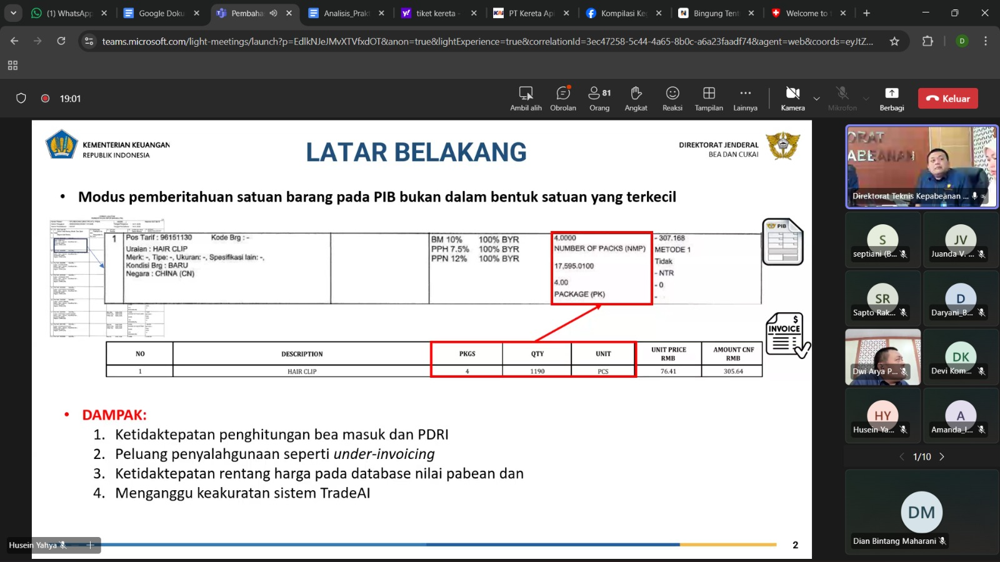 (1) WhatsApp
Google Doku
Pembaha
Analisis_Prakt
tiket kereta -
PT Kereta Api
Kompilasi Ke
Bingung Tent
Welcome to
teams.microsoft.com/light-meetings/launch?p=EdlkNJeJMvXTVfxdOT&anon=true&lightExperience=true&correlationId=3ec47258-5c44-4a65-8b0c-a6a23faadf74&agent=web&coords=eyJtZ...
D
19:01
Ambil alih
Obrolan
81
Orang
Angkat
Reaksi
Tampilan
Lainnya
Kamera
Mikrofon
Berbagi
Keluar
KEMENTERIAN KEUANGAN
REPUBLIK INDONESIA
LATAR BELAKANG
DIREKTORAT JENDERAL
BEA DAN CUKAI
• Modus pemberitahuan satuan barang pada PIB bukan dalam bentuk satuan yang terkecil
1
Pos Tarif : 96151130 Kode Brg : -
Uraian : HAIR CLIP
Merk: -, Tipe: -, Ukuran: -, Spesifikasi lain: -,
Kondisi Brg : BARU
Negara : CHINA (CN)
BM 10% 100% BYR
PPH 7.5% 100% BYR
PPN 12% 100% BYR
4.0000
NUMBER OF PACKS (NMP)
17,595.0100
4.00
PACKAGE (PK)
- 307.168
METODE 1
Tidak
- NTR
- 0
-
PIB
INVOICE
$
NO DESCRIPTION PKGS QTY UNIT UNIT PRICE RMB AMOUNT CNF RMB
1 HAIR CLIP 4 1190 PCS 76.41 305.64
• DAMPAK:
1. Ketidaktepatan penghitungan bea masuk dan PDRI
2. Peluang penyalahgunaan seperti under-invoicing
3. Ketidaktepatan rentang harga pada database nilai pabean dan
4. Menganggu keakuratan sistem TradeAI
Husein Yahya
2
ORAT
ABEANAN
Direktorat Teknis Kepabeanan ...
S
septiani (B...
JV
Juanda V. ...
SR
Sapto Rak...
D
Daryani_B...
Dwi Arya P...
DK
Devi Kom...
HY
Husein Ya...
A
Amanda_I...
1/10
DM
Dian Bintang Maharani